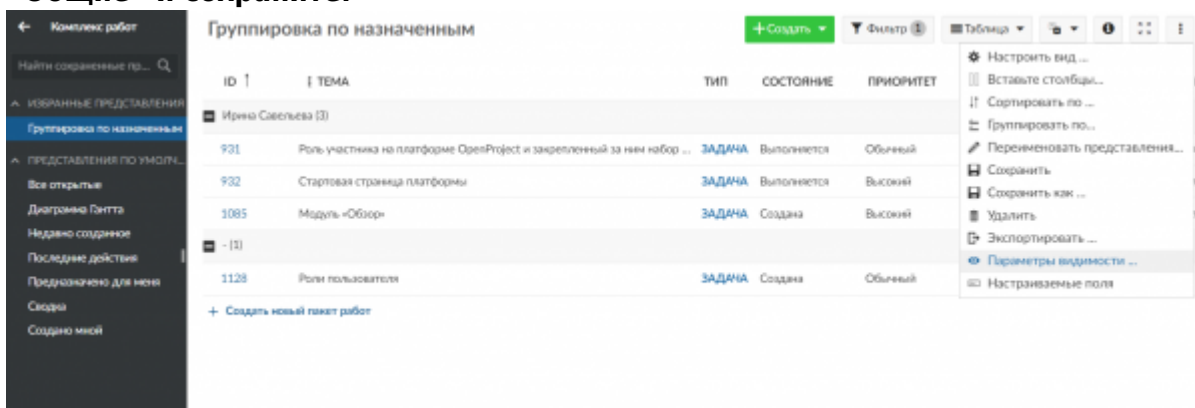 "Общие" и сохраните.
Комплекс работ
Группировка по назначенным
+ Создать
Фильтр 1
Таблица
Найти сохраненные пр...
ИЗБРАННЫЕ ПРЕДСТАВЛЕНИЯ
Группировка по назначенным
ПРЕДСТАВЛЕНИЯ ПО УМОЛЧ...
Все открытые
Диаграмма Гантта
Недавно созданное
Последние действия
Предназначено для меня
Сводка
Создано мной
ID ТЕМА ТИП СОСТОЯНИЕ ПРИОРИТЕТ
Ирина Савельева (3)
931 Роль участника на платформе OpenProject и закрепленный за ним набор ... ЗАДАЧА Выполняется Обычный
932 Стартовая страница платформы ЗАДАЧА Выполняется Высокий
1085 Модуль «Обзор» ЗАДАЧА Создана Высокий
- (1)
1128 Роли пользователя ЗАДАЧА Создана Обычный
+ Создать новый пакет работ
Настроить вид ...
Вставьте столбцы...
Сортировать по ...
Группировать по...
Переименовать представления...
Сохранить
Сохранить как ...
Удалить
Экспортировать ...
Параметры видимости ...
Настраиваемые поля